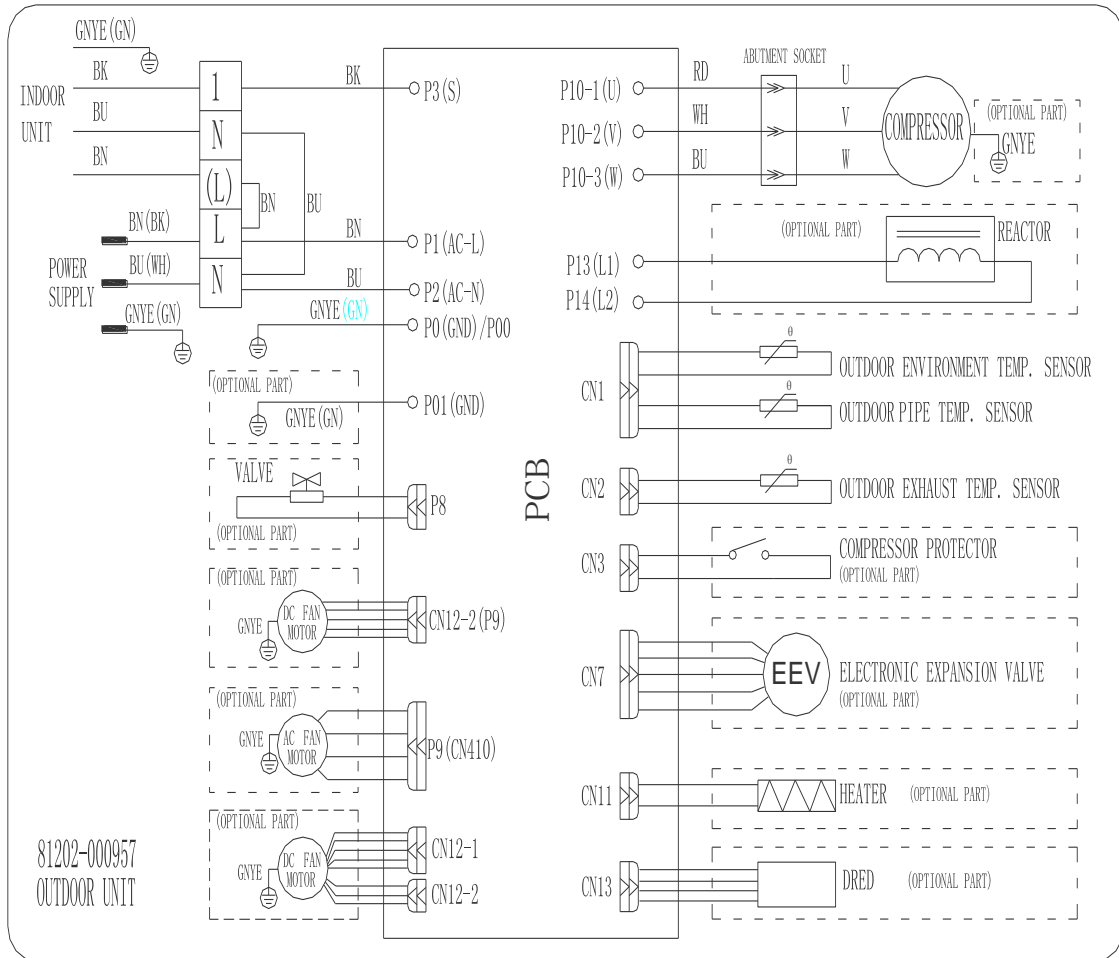 GNYE(GN)
BK
INDOOR
UNIT
BU
BN
1
N
(L)
L
N
BN
BU
BK
P3(S)
BN(BK)
BN
P1(AC-L)
POWER
SUPPLY
BU(WH)
BU
P2(AC-N)
GNYE(GN)
GNYE(GN)
P0(GND)/P00
(OPTIONAL PART)
GNYE(GN)
P01(GND)
VALVE
(OPTIONAL PART)
P8
(OPTIONAL PART)
GNYE
DC FAN
MOTOR
CN12-2(P9)
(OPTIONAL PART)
GNYE
AC FAN
MOTOR
P9(CN410)
(OPTIONAL PART)
GNYE
DC FAN
MOTOR
CN12-1
CN12-2
81202-000957
OUTDOOR UNIT
PCB
ABUTMENT SOCKET
P10-1(U)
RD
U
P10-2(V)
WH
V
P10-3(W)
BU
W
COMPRESSOR
(OPTIONAL PART)
GNYE
(OPTIONAL PART)
REACTOR
P13(L1)
P14(L2)
CN1
θ
OUTDOOR ENVIRONMENT TEMP. SENSOR
θ
OUTDOOR PIPE TEMP. SENSOR
CN2
θ
OUTDOOR EXHAUST TEMP. SENSOR
CN3
COMPRESSOR PROTECTOR
(OPTIONAL PART)
CN7
EEV
ELECTRONIC EXPANSION VALVE
(OPTIONAL PART)
CN11
HEATER (OPTIONAL PART)
CN13
DRED (OPTIONAL PART)